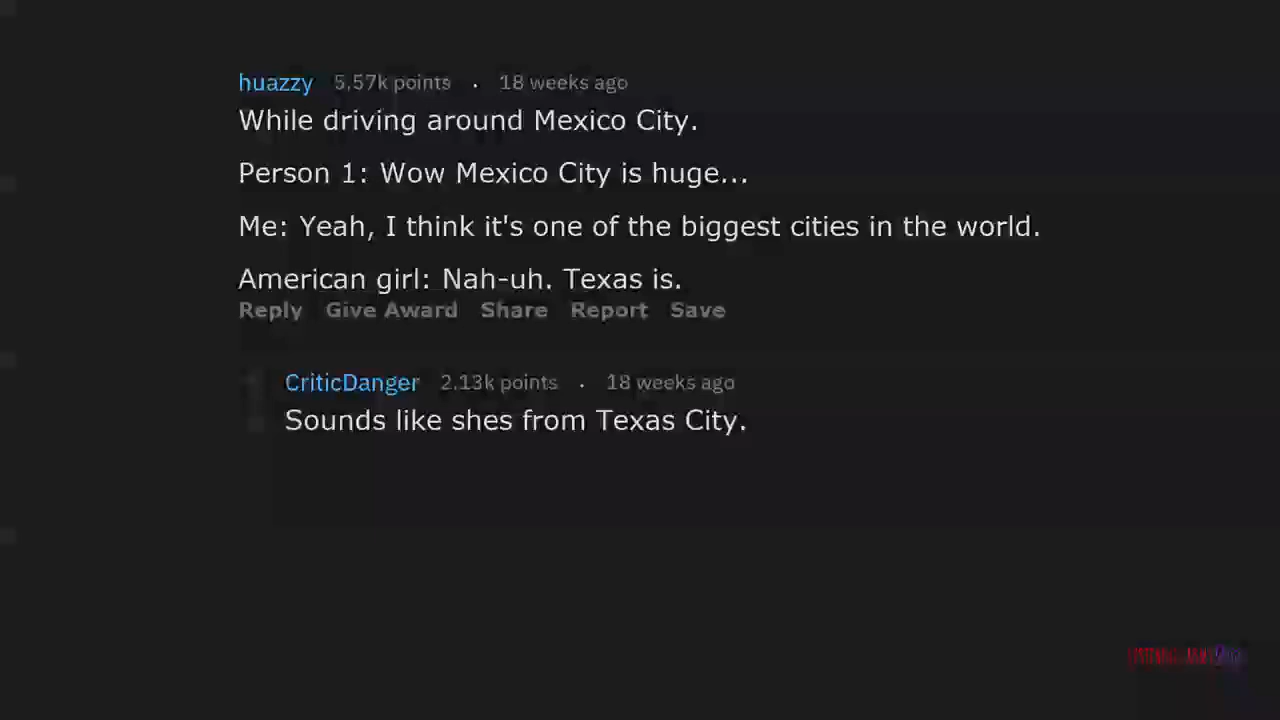 huazzy 5.57k points · 18 weeks ago
While driving around Mexico City.
Person 1: Wow Mexico City is huge...
Me: Yeah, I think it's one of the biggest cities in the world.
American girl: Nah-uh. Texas is.
Reply Give Award Share Report Save
CriticDanger 2.13k points · 18 weeks ago
Sounds like shes from Texas City.